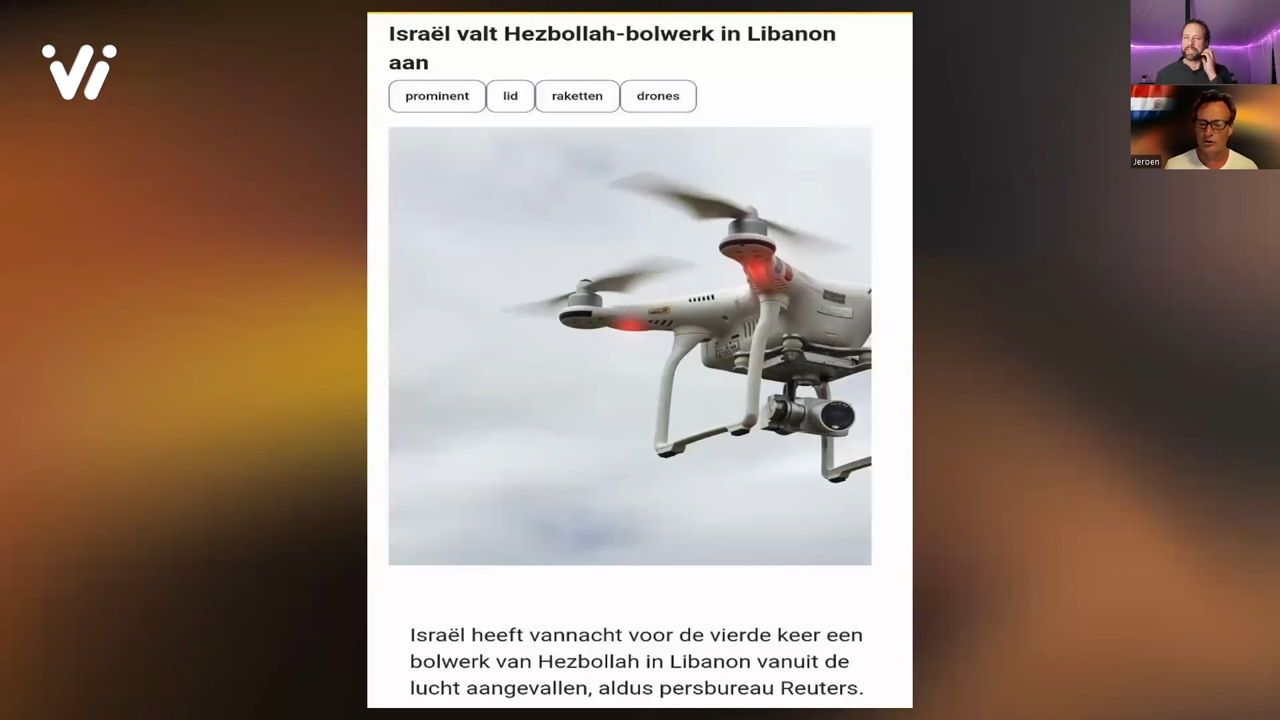 Vi
Israël valt Hezbollah-bolwerk in Libanon
aan
prominent
lid
raketten
drones
Jeroen
Israël heeft vannacht voor de vierde keer een
bolwerk van Hezbollah in Libanon vanuit de
lucht aangevallen, aldus persbureau Reuters.